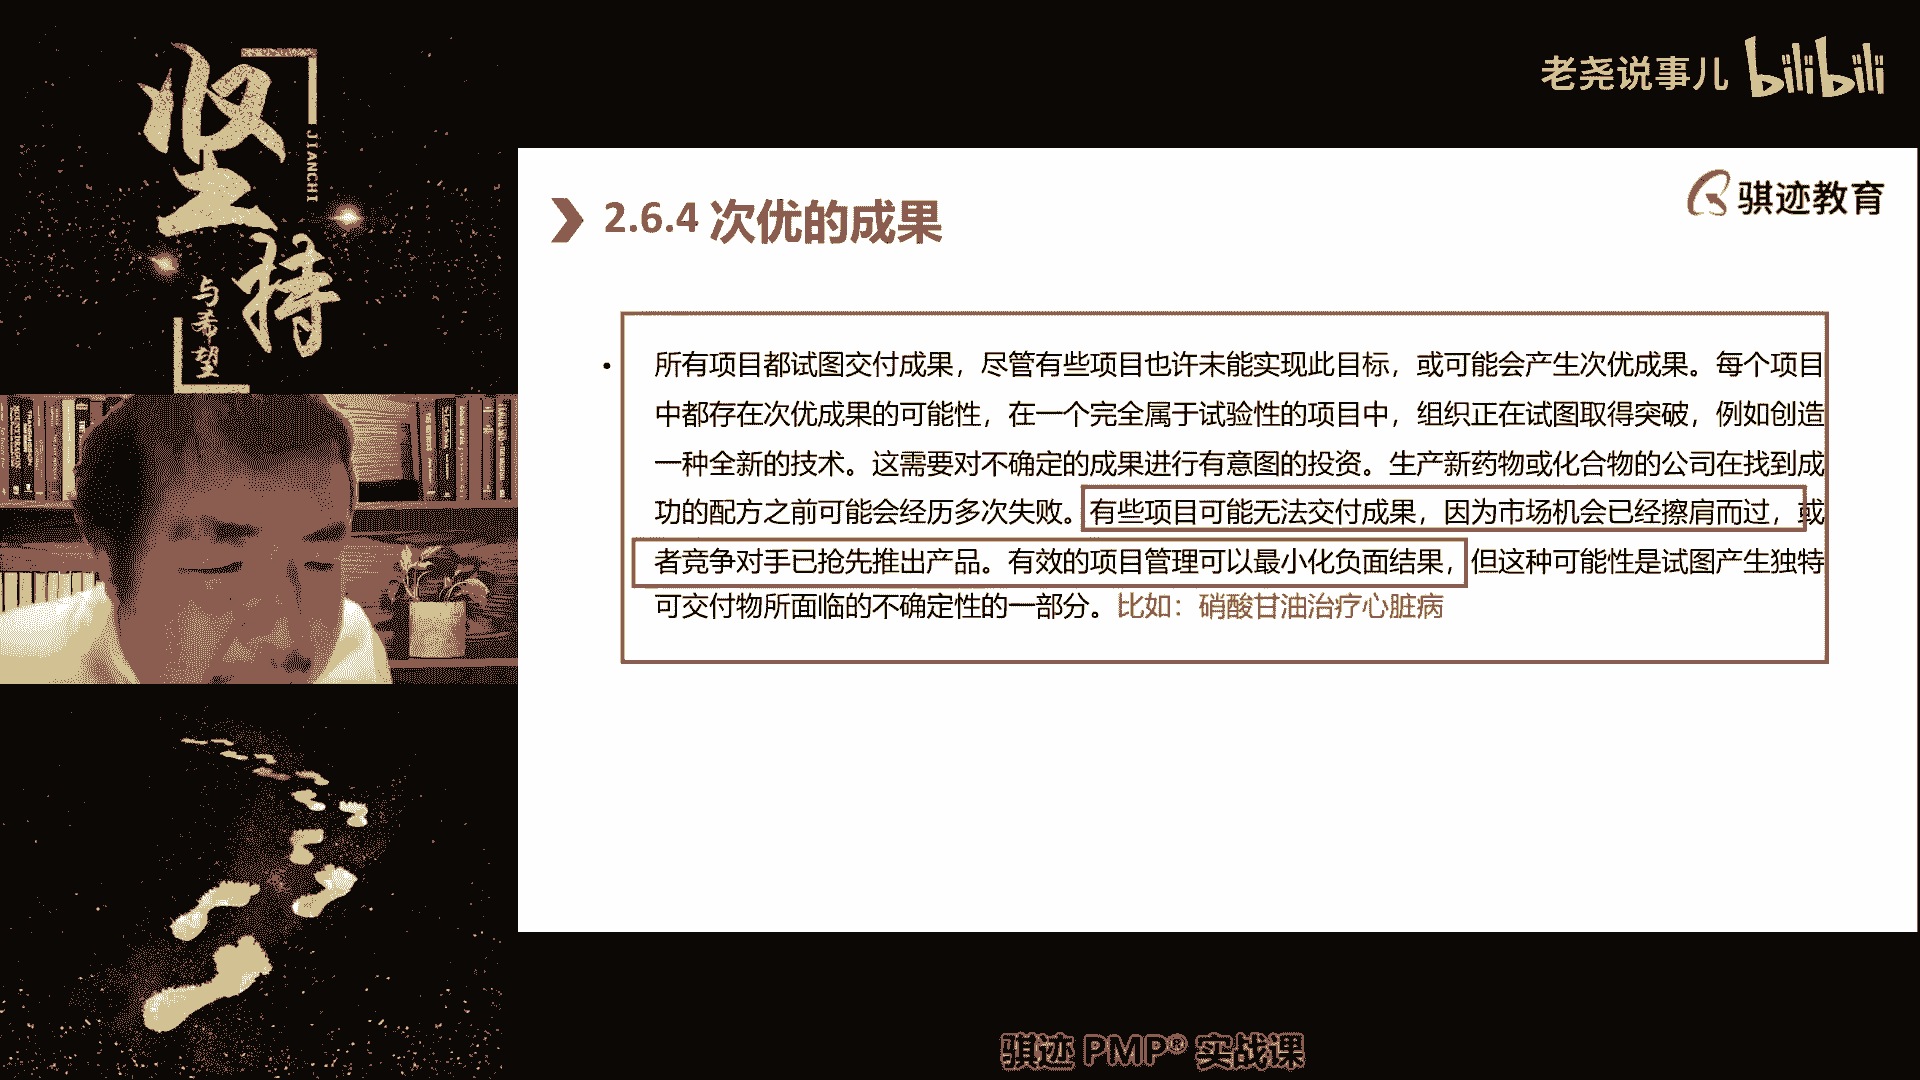 坚持
JIANCHI
与希望
老尧说事儿 bilibili
骐迹教育
2.6.4 次优的成果
• 所有项目都试图交付成果，尽管有些项目也许未能实现此目标，或可能会产生次优成果。每个项目
中都存在次优成果的可能性，在一个完全属于试验性的项目中，组织正在试图取得突破，例如创造
一种全新的技术。这需要对不确定的成果进行有意图的投资。生产新药物或化合物的公司在找到成
功的配方之前可能会经历多次失败。有些项目可能无法交付成果，因为市场机会已经擦肩而过，或
者竞争对手已抢先推出产品。有效的项目管理可以最小化负面结果，但这种可能性是试图产生独特
可交付物所面临的不确定性的一部分。比如：硝酸甘油治疗心脏病
骐迹 PMP® 实战课